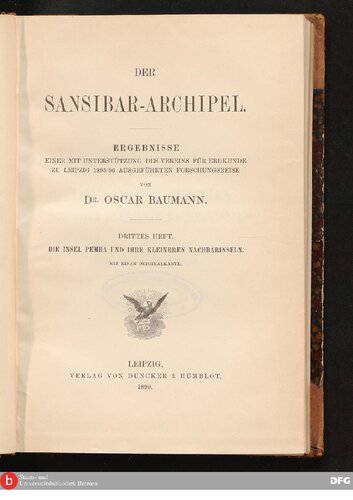 DER
SANSIBAR-ARCHIPEL.
ERGEBNISSE
EINER MIT UNTERSTÜTZUNG DES VEREINS FÜR ERDKUNDE
ZU LEIPZIG 1895/96 AUSGEFÜHRTEN FORSCHUNGSREISE
VON
DR. OSCAR BAUMANN.
DRITTES HEFT.
DIE INSEL PEMBA UND IHRE KLEINEREN NACHBARINSELN.
MIT EINER ORIGINALKARTE.
LEIPZIG,
VERLAG VON DUNCKER & HUMBLOT.
1899.
b
Staats- und
Universitätsbibliothek Bremen
DFG